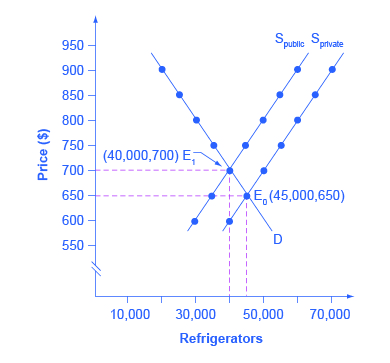 S public S private
950
900
850
800
750
700
650
600
550
Price ($)
(40,000,700) E1
E0 (45,000,650)
D
10,000 30,000 50,000 70,000
Refrigerators